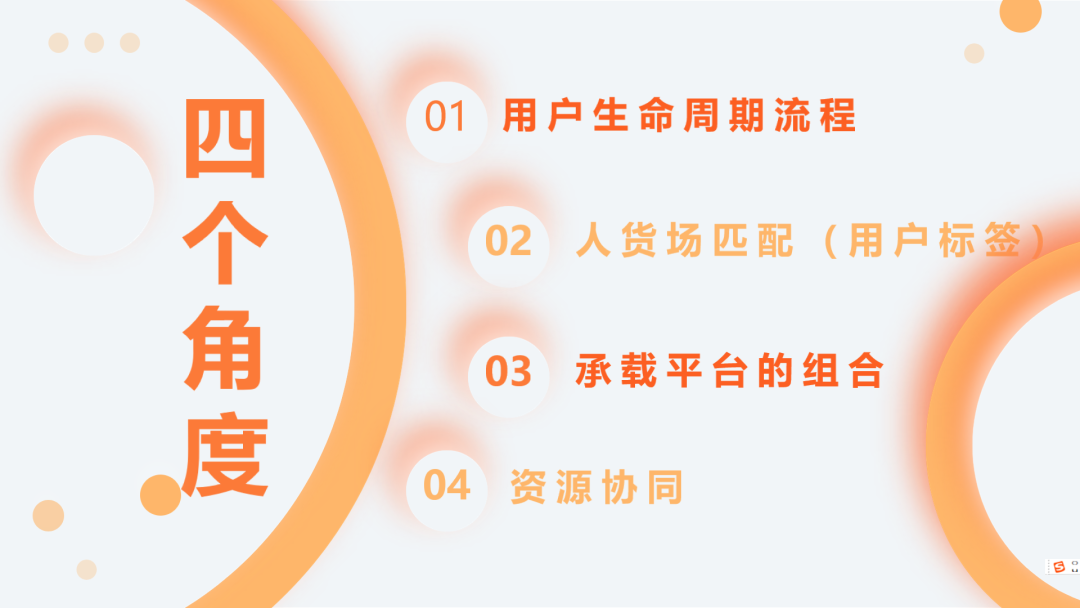 四个角度
01 用户生命周期流程
02 人货场匹配（用户标签）
03 承载平台的组合
04 资源协同